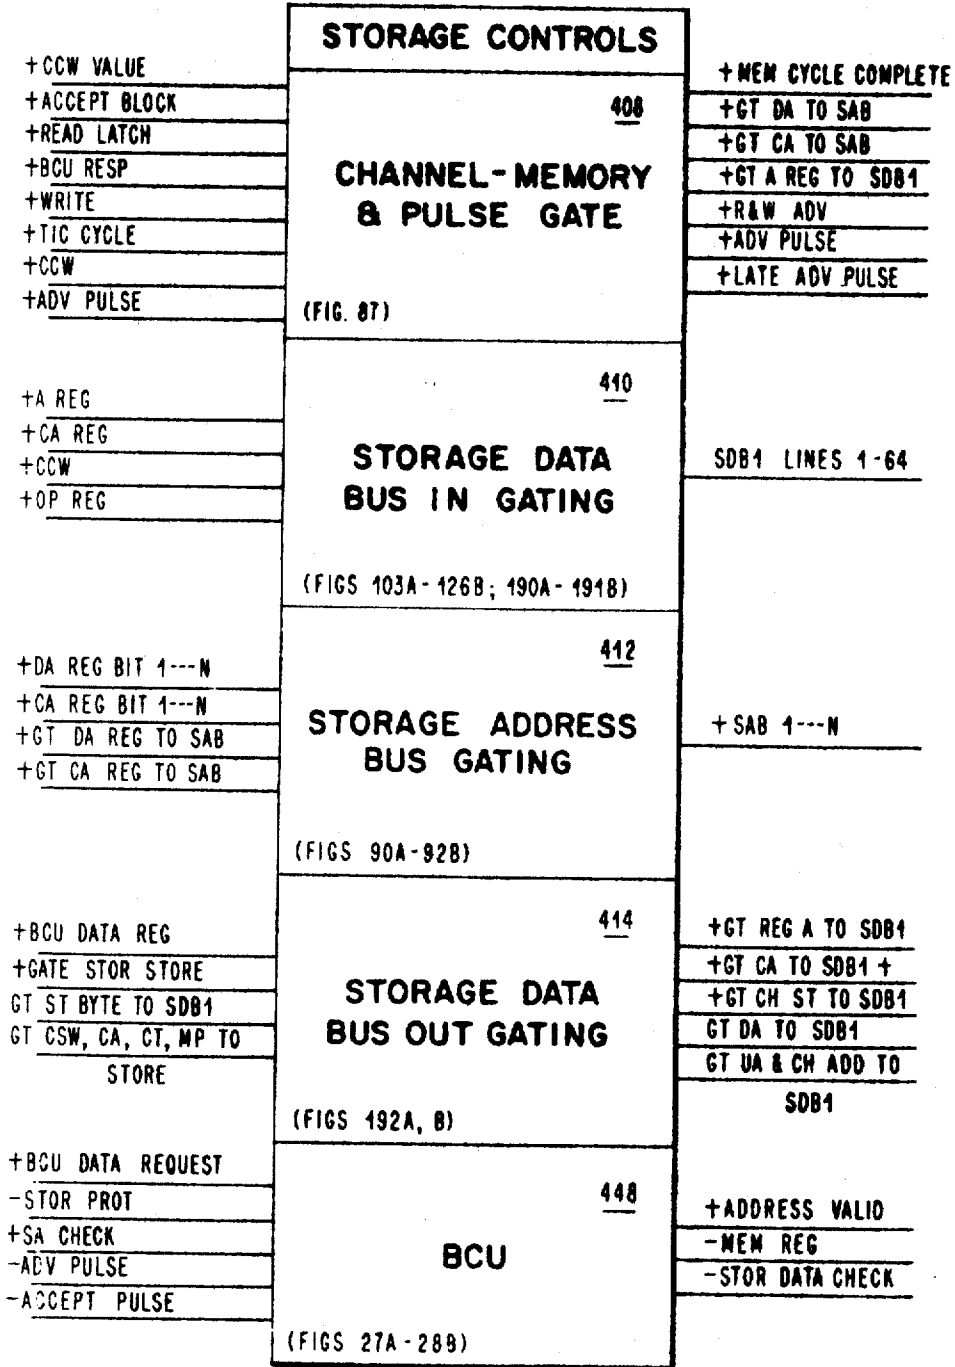 STORAGE CONTROLS
+CCW VALUE
+ACCEPT BLOCK
+READ LATCH
+BCU RESP
+WRITE
+TIC CYCLE
+CCW
+ADV PULSE
408
CHANNEL-MEMORY
& PULSE GATE
(FIG. 87)
+MEM CYCLE COMPLETE
+GT DA TO SAB
+GT CA TO SAB
+GT A REG TO SDB1
+R&W ADV
+ADV PULSE
+LATE ADV PULSE
+A REG
+CA REG
+CCW
+OP REG
410
STORAGE DATA
BUS IN GATING
(FIGS 103A-126B; 190A-191B)
SDB1 LINES 1-64
+DA REG BIT 1---N
+CA REG BIT 1---N
+GT DA REG TO SAB
+GT CA REG TO SAB
412
STORAGE ADDRESS
BUS GATING
(FIGS 90A-92B)
+ SAB 1---N
+BCU DATA REG
+GATE STOR STORE
GT ST BYTE TO SDB1
GT CSW, CA, CT, MP TO
STORE
414
STORAGE DATA
BUS OUT GATING
(FIGS 192A, B)
+GT REG A TO SDB1
+GT CA TO SDB1 +
+GT CH ST TO SDB1
GT DA TO SDB1
GT UA & CH ADD TO
SDB1
+BCU DATA REQUEST
-STOR PROT
+SA CHECK
-ADV PULSE
-ACCEPT PULSE
448
BCU
(FIGS 27A-28B)
+ADDRESS VALID
-MEM REG
-STOR DATA CHECK